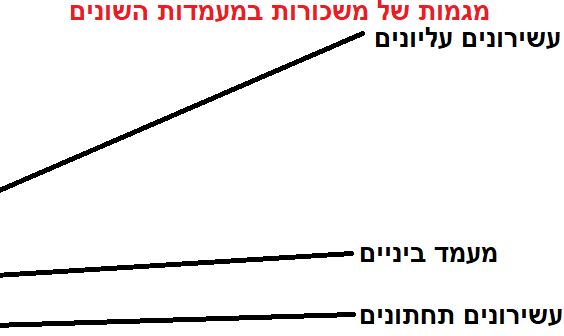 מגמות של משכורות במעמדות השונים
עשירונים עליונים
מעמד ביניים
עשירונים תחתונים